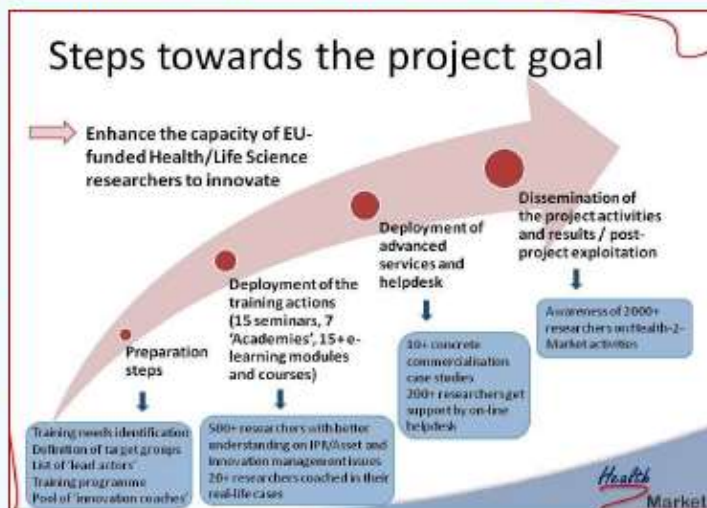 Steps towards the project goal
Enhance the capacity of EU-
funded Health/Life Science
researchers to innovate
Preparation
steps
Training needs identification
Definition of target groups
List of 'lead actors'
Training programme
Pool of 'innovation coaches'
Deployment of the
training actions
(15 seminars, 7
'Academies', 15+ e-
learning modules
and courses)
500+ researchers with better
understanding on IPR/Asset and
innovation management issues
20+ researchers coached in their
real-life cases
Deployment of
advanced
services and
helpdesk
10+ concrete
commercialisation
case studies
200+ researchers get
support by on-line
helpdesk
Dissemination of
the project activities
and results / post-
project exploitation
Awareness of 2000+
researchers on Health-2-
Market activities
Health
2
Market